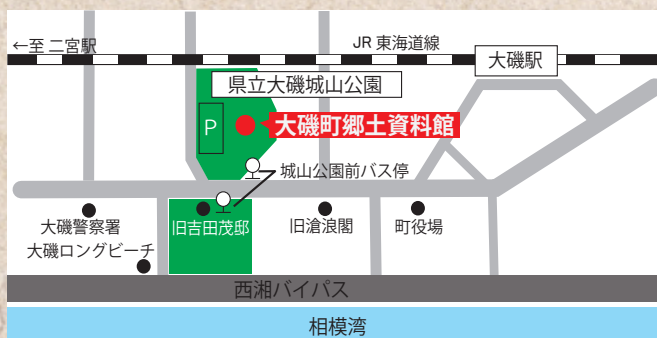 ←至 二宮駅
JR 東海道線
大磯駅
県立大磯城山公園
P
大磯町郷土資料館
城山公園前バス停
大磯警察署
旧吉田茂邸
旧滄浪閣
町役場
大磯ロングビーチ
西湘バイパス
相模湾